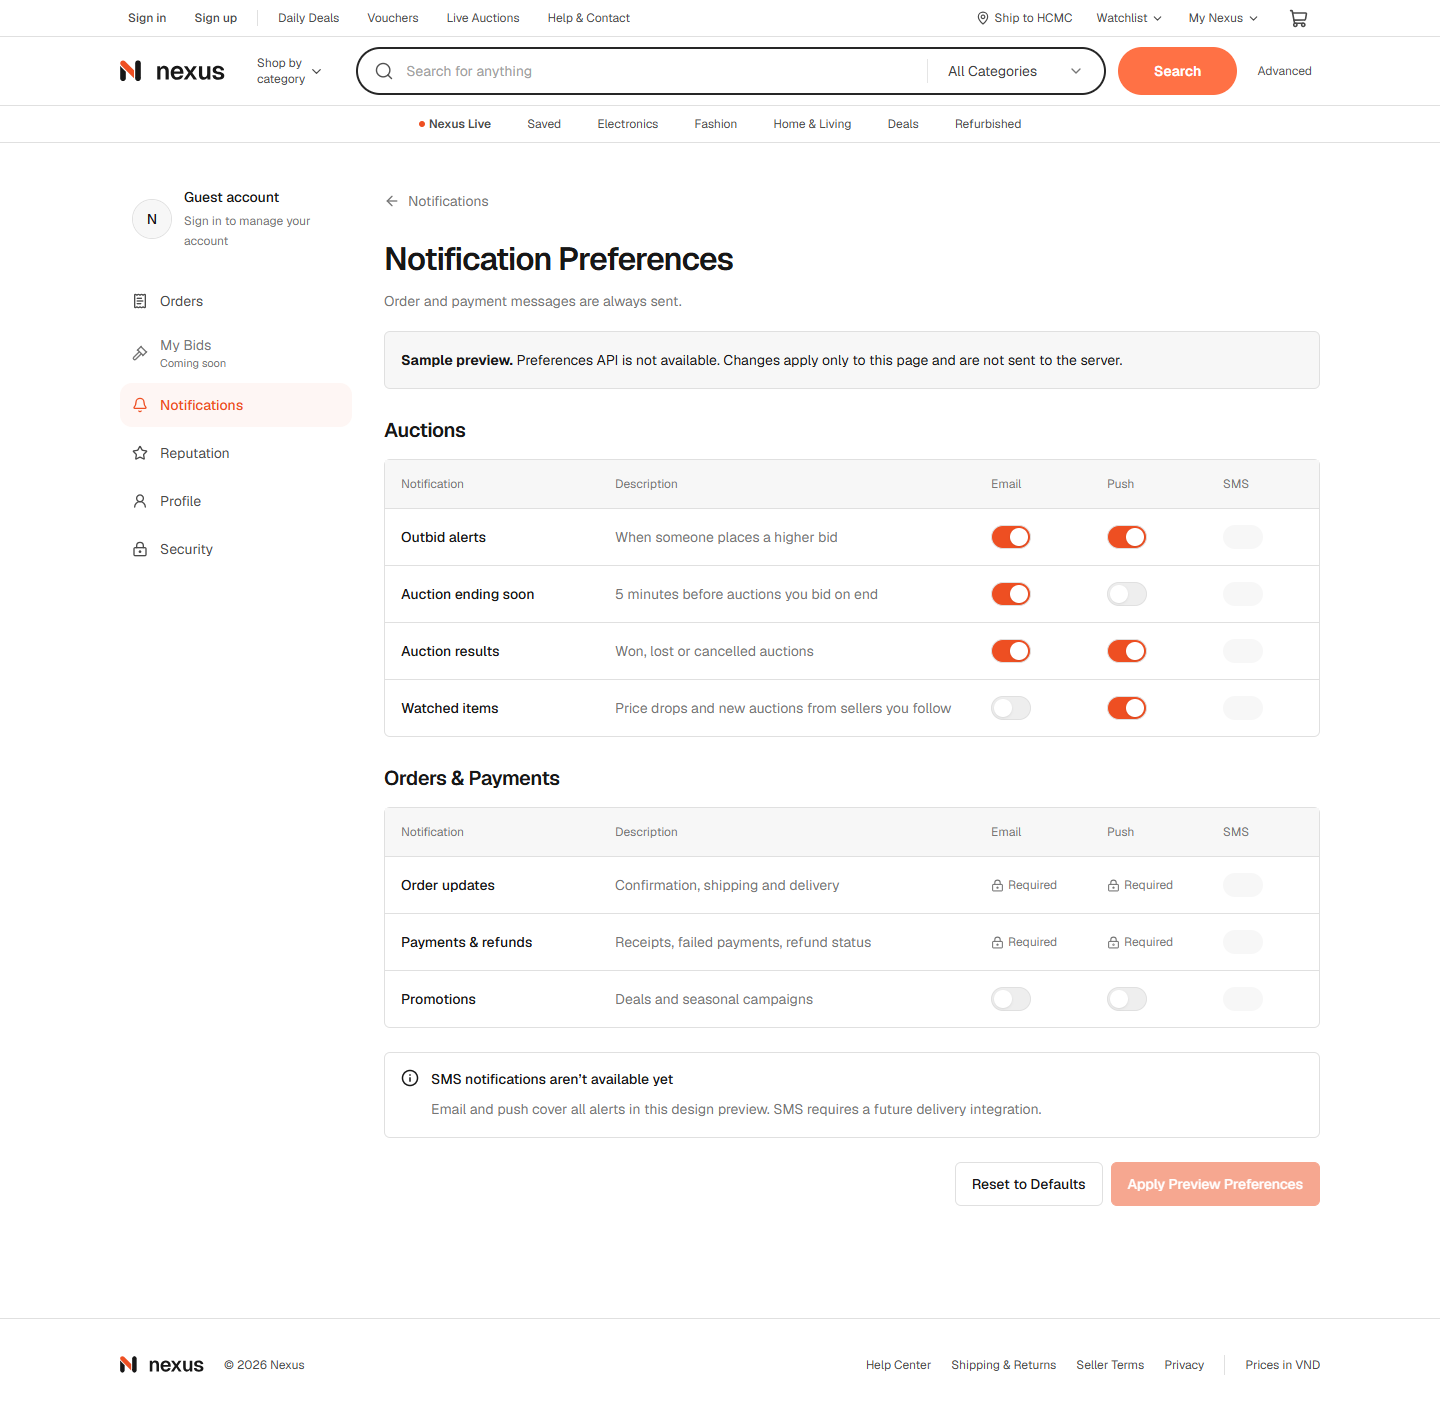 Sign in
Sign up
Daily Deals
Vouchers
Live Auctions
Help & Contact
Ship to HCMC
Watchlist
My Nexus
nexus
Shop by
category
Search for anything
All Categories
Search
Advanced
Nexus Live
Saved
Electronics
Fashion
Home & Living
Deals
Refurbished
N
Guest account
Sign in to manage your
account
Orders
My Bids
Coming soon
Notifications
Reputation
Profile
Security
Notifications
Notification Preferences
Order and payment messages are always sent.
Sample preview. Preferences API is not available. Changes apply only to this page and are not sent to the server.
Auctions
Notification Description Email Push SMS
Outbid alerts When someone places a higher bid
Auction ending soon 5 minutes before auctions you bid on end
Auction results Won, lost or cancelled auctions
Watched items Price drops and new auctions from sellers you follow
Orders & Payments
Notification Description Email Push SMS
Order updates Confirmation, shipping and delivery Required Required
Payments & refunds Receipts, failed payments, refund status Required Required
Promotions Deals and seasonal campaigns
SMS notifications aren’t available yet
Email and push cover all alerts in this design preview. SMS requires a future delivery integration.
Reset to Defaults
Apply Preview Preferences
nexus
© 2026 Nexus
Help Center
Shipping & Returns
Seller Terms
Privacy
Prices in VND